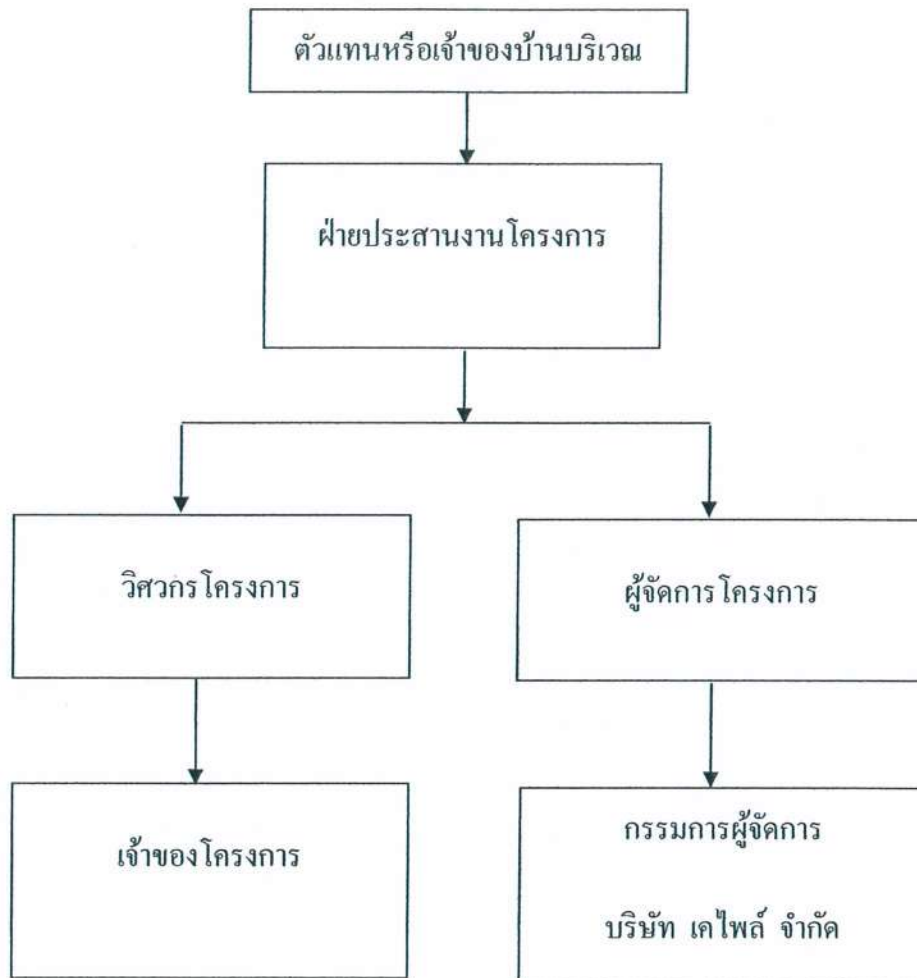 ตัวแทนหรือเจ้าของบ้านบริเวณ
ฝ่ายประสานงานโครงการ
วิศวกรโครงการ
ผู้จัดการโครงการ
เจ้าของโครงการ
กรรมการผู้จัดการ
บริษัท เคไพล์ จำกัด